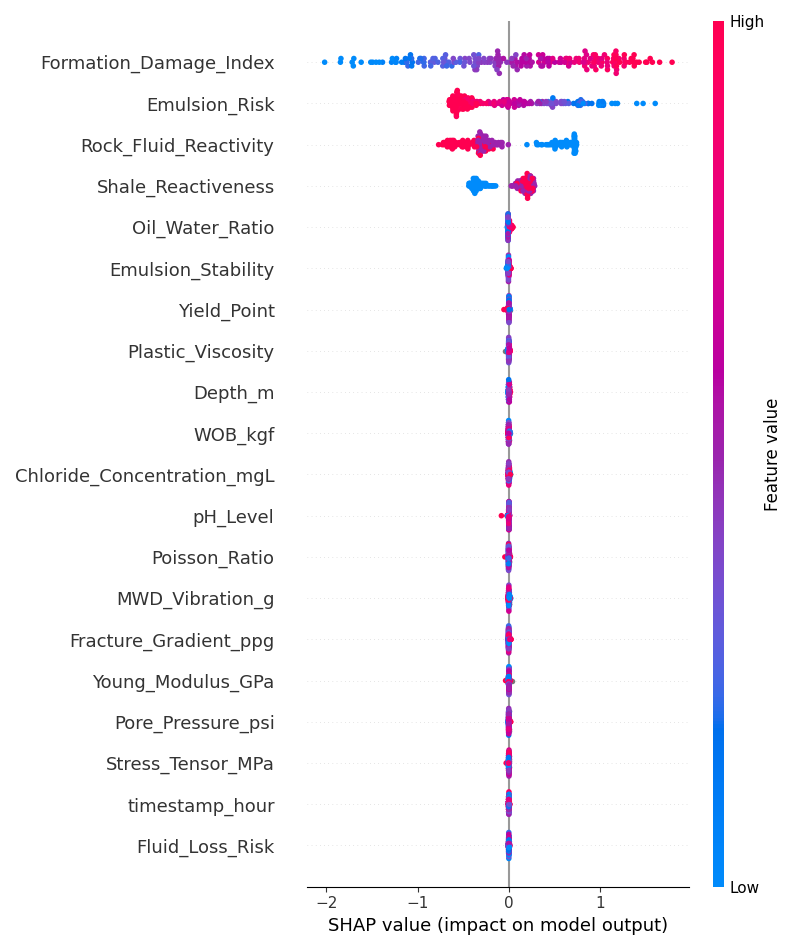 High
Formation_Damage_Index
Emulsion_Risk
Rock_Fluid_Reactivity
Shale_Reactiveness
Oil_Water_Ratio
Emulsion_Stability
Yield_Point
Plastic_Viscosity
Depth_m
WOB_kgf
Chloride_Concentration_mgL
pH_Level
Poisson_Ratio
MWD_Vibration_g
Fracture_Gradient_ppg
Young_Modulus_GPa
Pore_Pressure_psi
Stress_Tensor_MPa
timestamp_hour
Fluid_Loss_Risk
Feature value
Low
−2 −1 0 1
SHAP value (impact on model output)